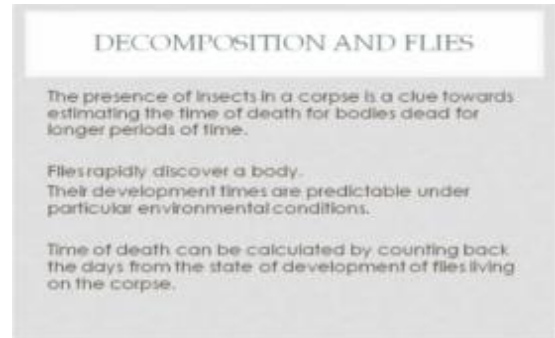 DECOMPOSITION AND FLIES
The presence of insects in a corpse is a clue towards
estimating the time of death for bodies dead for
longer periods of time.
Flies rapidly discover a body.
Their development times are predictable under
particular environmental conditions.
Time of death can be calculated by counting back
the days from the state of development of flies living
on the corpse.